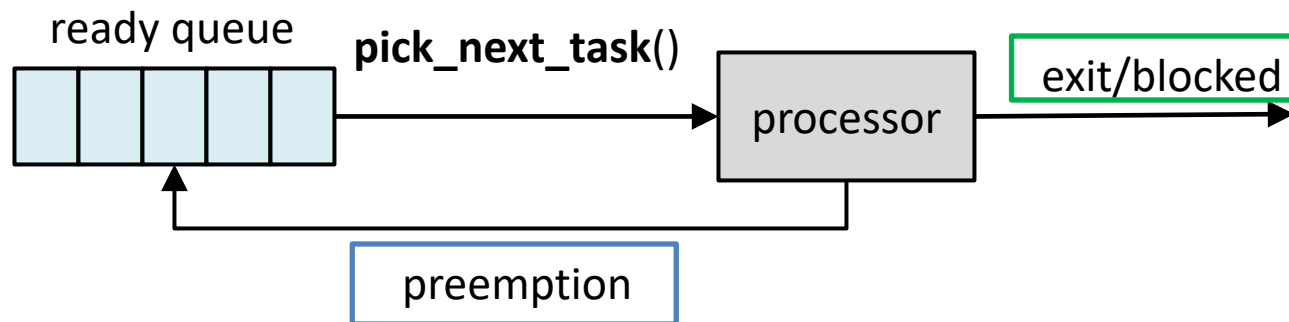 ready queue
pick_next_task()
exit/blocked
processor
preemption